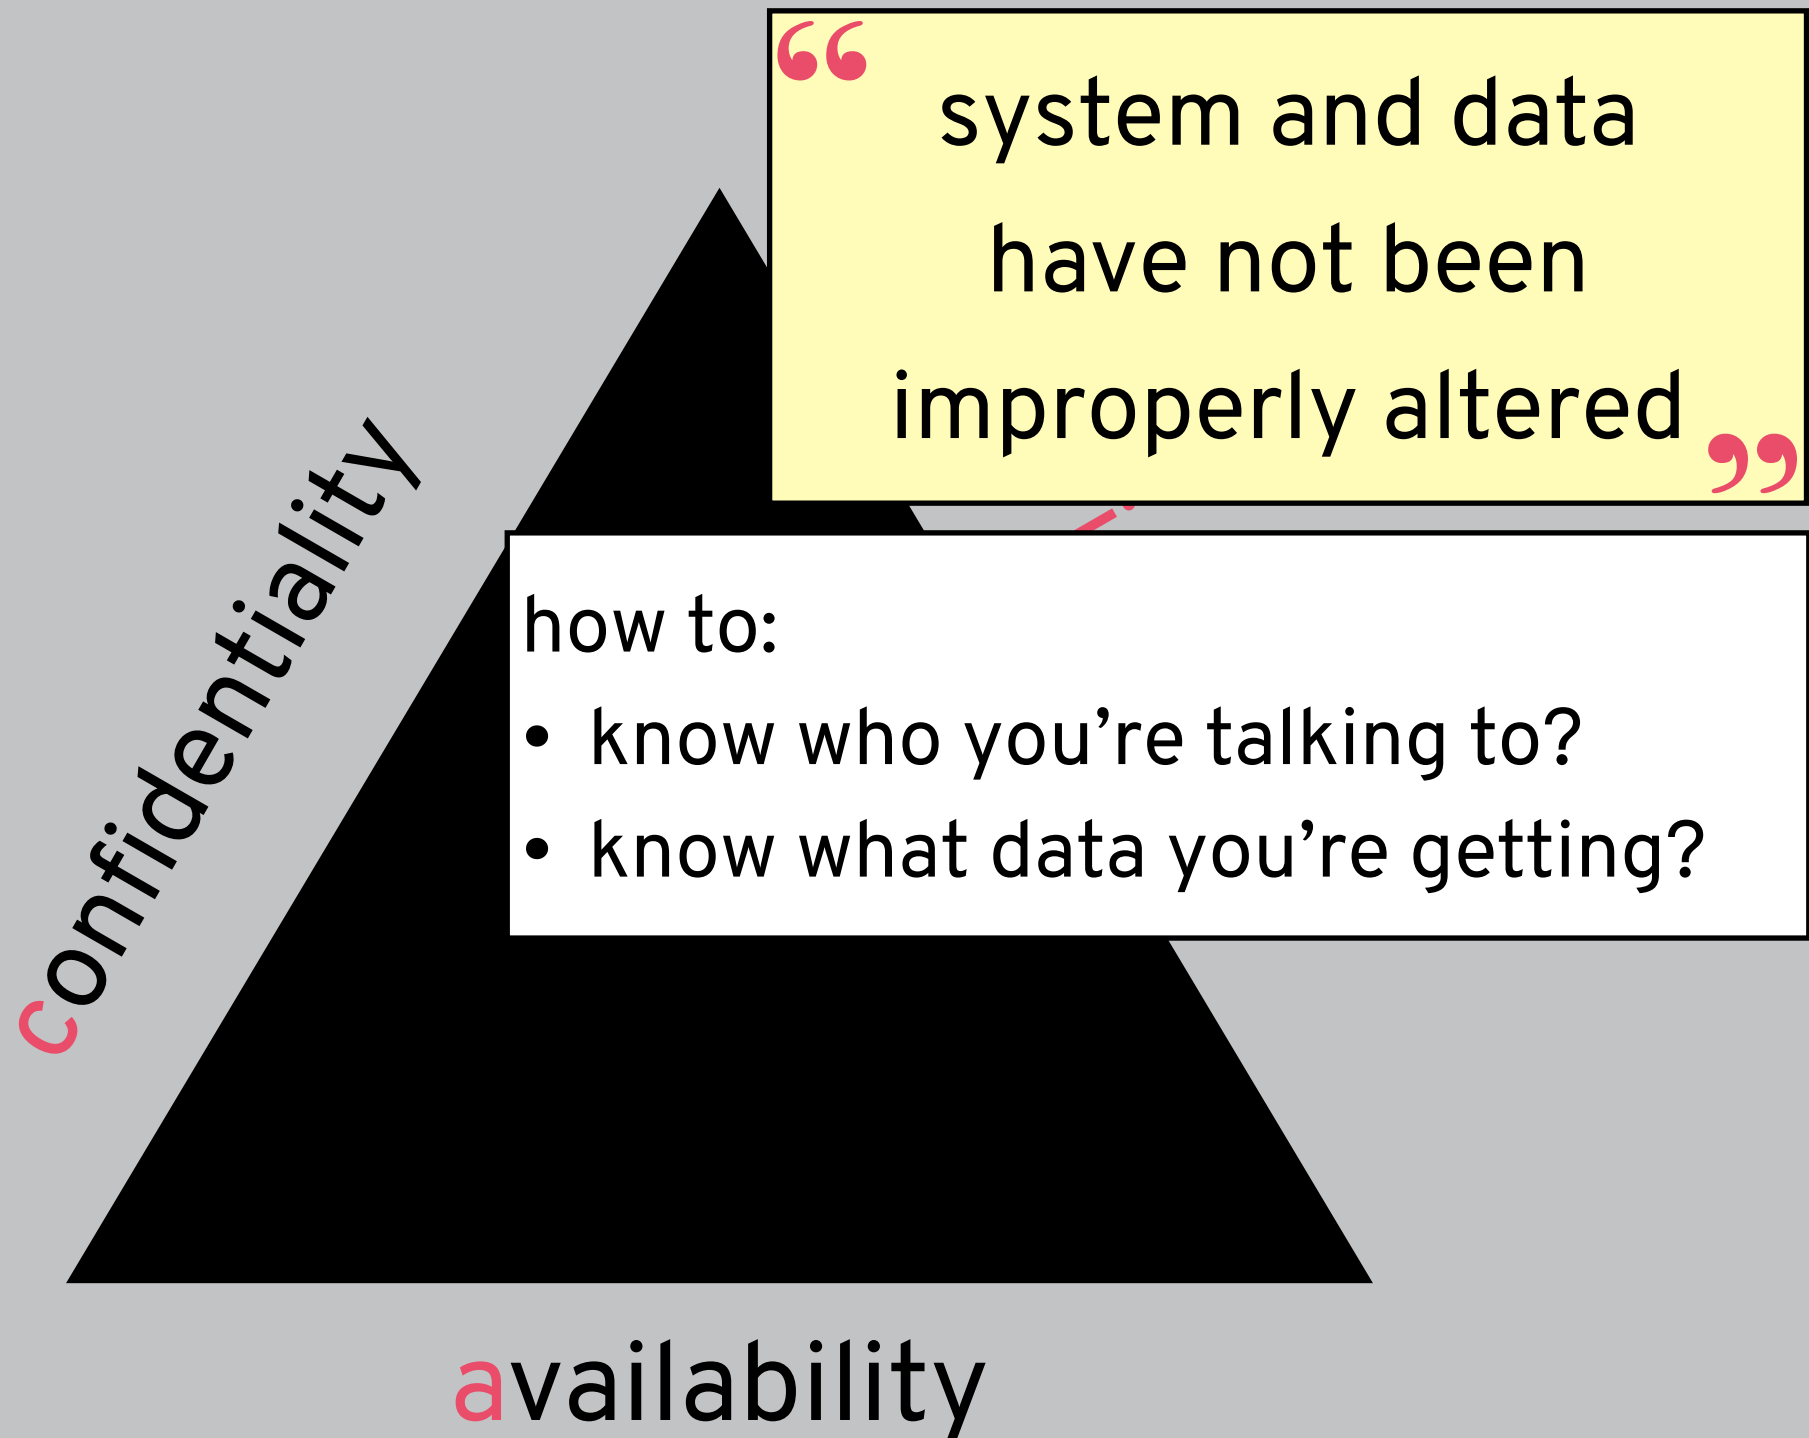 “
system and data
have not been
improperly altered
”
how to:
• know who you’re talking to?
• know what data you’re getting?
confidentiality
availability